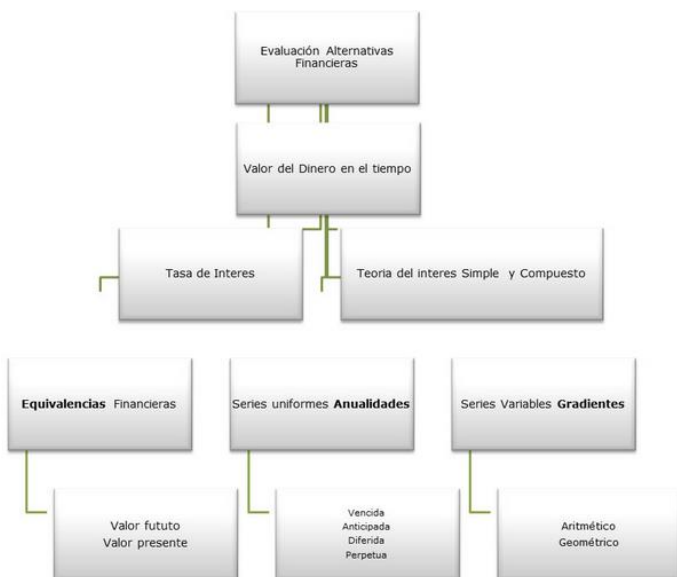 Evaluación Alternativas
Financieras
Valor del Dinero en el tiempo
Tasa de Interes
Teoria del interes Simple y Compuesto
Equivalencias Financieras
Series uniformes Anualidades
Series Variables Gradientes
Valor fututo
Valor presente
Vencida
Anticipada
Diferida
Perpetua
Aritmético
Geométrico